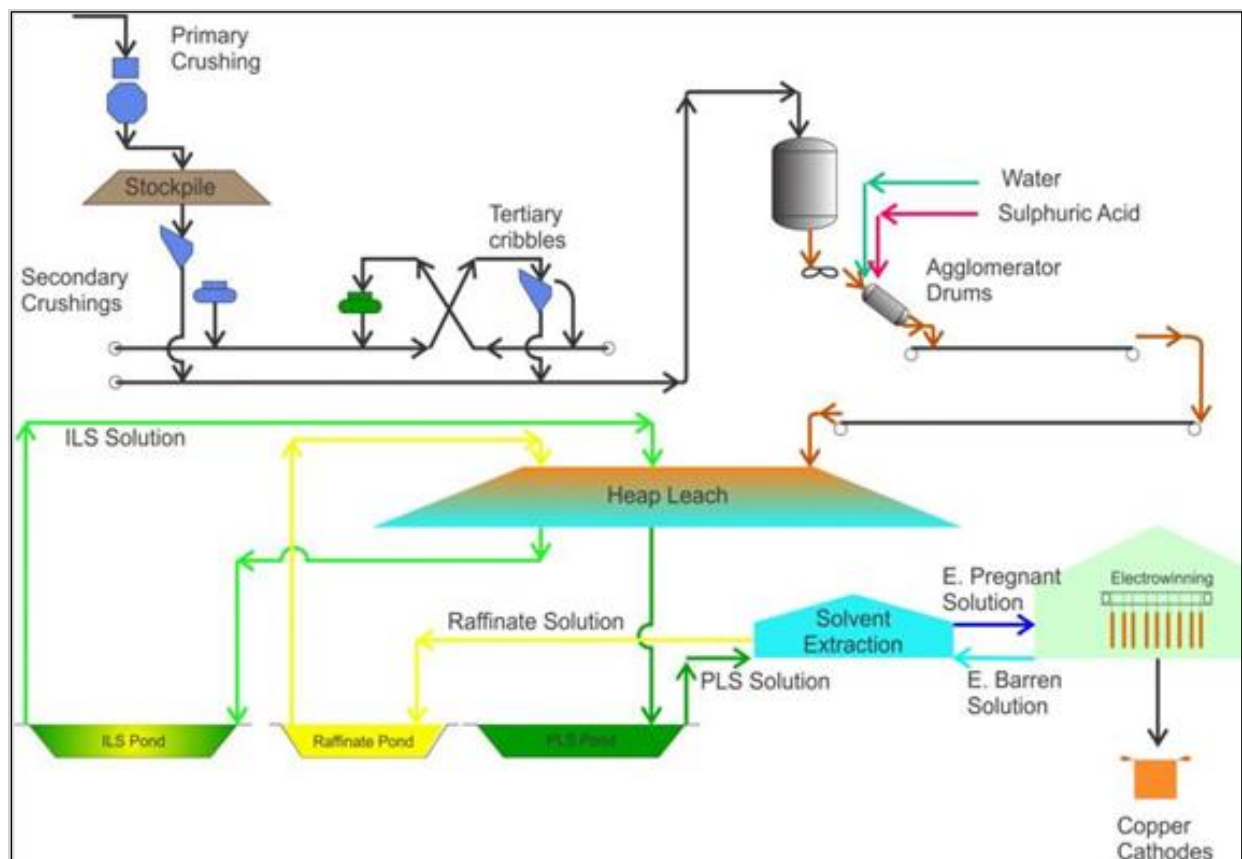 Primary
Crushing
Stockpile
Water
Sulphuric Acid
Tertiary
cribbles
Secondary
Crushings
Agglomerator
Drums
ILS Solution
Heap Leach
E. Pregnant
Solution
Electrowinning
Raffinate Solution
Solvent
Extraction
PLS Solution
E. Barren
Solution
ILS Pond
Raffinate Pond
PLS Pond
Copper
Cathodes